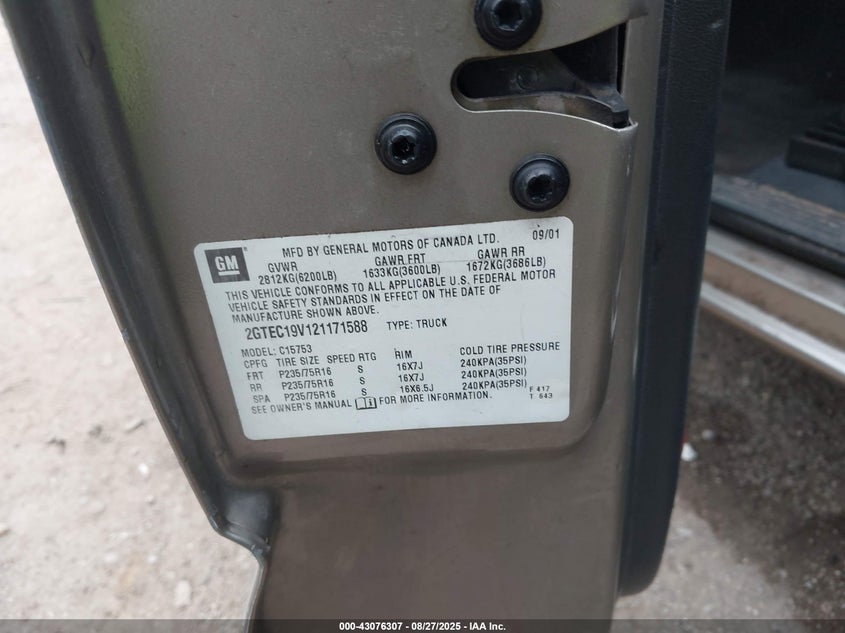 GM
MFD BY GENERAL MOTORS OF CANADA LTD. 09/01
GVWR GAWR FRT GAWR RR
2812KG(6200LB) 1633KG(3600LB) 1672KG(3686LB)
THIS VEHICLE CONFORMS TO ALL APPLICABLE U.S. FEDERAL MOTOR
VEHICLE SAFETY STANDARDS IN EFFECT ON THE DATE OF
MANUFACTURE SHOWN ABOVE.
2GTEC19V121171588 TYPE: TRUCK
MODEL: C15753
CPFG TIRE SIZE SPEED RTG RIM COLD TIRE PRESSURE
FRT P235/75R16 S 16X7J 240KPA(35PSI)
RR P235/75R16 S 16X7J 240KPA(35PSI)
SPA P235/75R16 S 16X6.5J 240KPA(35PSI)
SEE OWNER'S MANUAL FOR MORE INFORMATION.
F 417
T 643
000-43076307 / 08/27/2025 - IAA Inc.